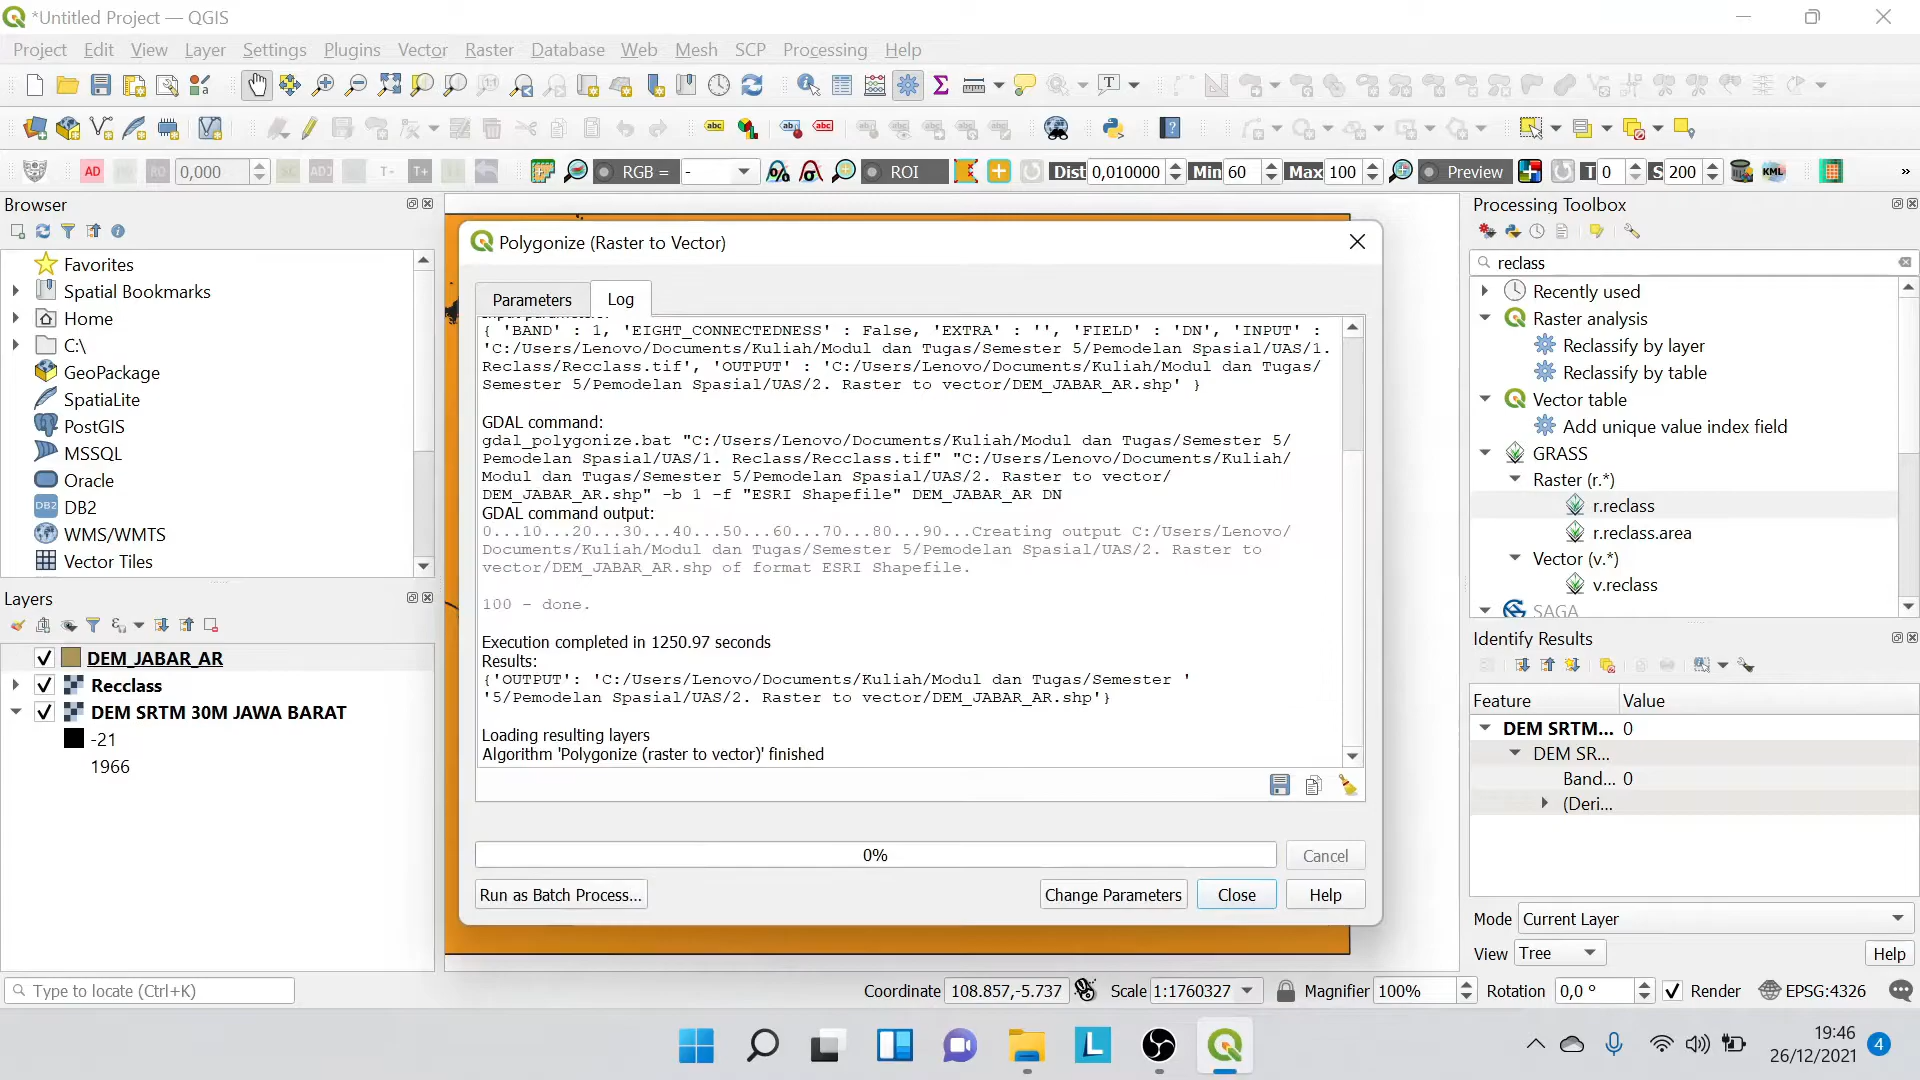 *Untitled Project — QGIS
Project Edit View Layer Settings Plugins Vector Raster Database Web Mesh SCP Processing Help
AD 0,000 ADJ T- T+ RGB = - ROI Dist 0,010000 Min 60 Max 100 Preview T 0 S 200 KML »
Browser
Favorites
Spatial Bookmarks
Home
C:\
GeoPackage
SpatiaLite
PostGIS
MSSQL
Oracle
DB2
WMS/WMTS
Vector Tiles
Layers
DEM_JABAR_AR
Recclass
DEM SRTM 30M JAWA BARAT
-21
1966
Polygonize (Raster to Vector)
Parameters Log
Input parameters:
{ 'BAND' : 1, 'EIGHT_CONNECTEDNESS' : False, 'EXTRA' : '', 'FIELD' : 'DN', 'INPUT' :
'C:/Users/Lenovo/Documents/Kuliah/Modul dan Tugas/Semester 5/Pemodelan Spasial/UAS/1.
Reclass/Recclass.tif', 'OUTPUT' : 'C:/Users/Lenovo/Documents/Kuliah/Modul dan Tugas/
Semester 5/Pemodelan Spasial/UAS/2. Raster to vector/DEM_JABAR_AR.shp' }
GDAL command:
gdal_polygonize.bat "C:/Users/Lenovo/Documents/Kuliah/Modul dan Tugas/Semester 5/
Pemodelan Spasial/UAS/1. Reclass/Recclass.tif" "C:/Users/Lenovo/Documents/Kuliah/
Modul dan Tugas/Semester 5/Pemodelan Spasial/UAS/2. Raster to vector/
DEM_JABAR_AR.shp" -b 1 -f "ESRI Shapefile" DEM_JABAR_AR DN
GDAL command output:
0...10...20...30...40...50...60...70...80...90...Creating output C:/Users/Lenovo/
Documents/Kuliah/Modul dan Tugas/Semester 5/Pemodelan Spasial/UAS/2. Raster to
vector/DEM_JABAR_AR.shp of format ESRI Shapefile.
100 - done.
Execution completed in 1250.97 seconds
Results:
{'OUTPUT': 'C:/Users/Lenovo/Documents/Kuliah/Modul dan Tugas/Semester '
'5/Pemodelan Spasial/UAS/2. Raster to vector/DEM_JABAR_AR.shp'}
Loading resulting layers
Algorithm 'Polygonize (raster to vector)' finished
0%
Cancel
Run as Batch Process... Change Parameters Close Help
Processing Toolbox
reclass
Recently used
Raster analysis
Reclassify by layer
Reclassify by table
Vector table
Add unique value index field
GRASS
Raster (r.*)
r.reclass
r.reclass.area
Vector (v.*)
v.reclass
SAGA
Identify Results
Feature Value
DEM SRTM... 0
DEM SR...
Band... 0
(Deri...
Mode Current Layer
View Tree Help
Type to locate (Ctrl+K) Coordinate 108.857,-5.737 Scale 1:1760327 Magnifier 100% Rotation 0,0 ° Render EPSG:4326
19:46
26/12/2021 4